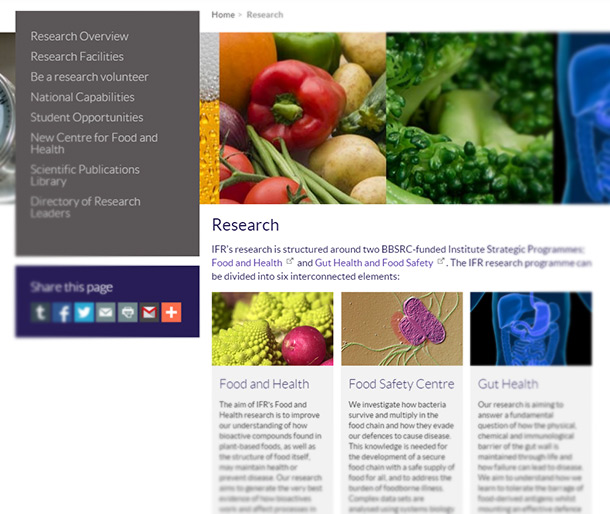 Home > Research
Research Overview
Research Facilities
Be a research volunteer
National Capabilities
Student Opportunities
New Centre for Food and
Health
Scientific Publications
Library
Directory of Research
Leaders
Share this page
Research
IFR's research is structured around two BBSRC-funded Institute Strategic Programmes:
Food and Health and Gut Health and Food Safety . The IFR research programme can
be divided into six interconnected elements:
Food and Health
The aim of IFR's Food and
Health research is to improve
our understanding of how
bioactive compounds found in
plant-based foods, as well as
the structure of food itself,
may maintain health or
prevent disease. Our research
aims to generate the very best
evidence of how bioactives
work and affect processes in
Food Safety Centre
We investigate how bacteria
survive and multiply in the
food chain and how they evade
our defences to cause disease.
This knowledge is needed for
the development of a secure
food chain with a safe supply of
food for all, and to address the
burden of foodborne illness.
Complex data sets are
analysed using systems biology
Gut Health
Our research is aiming to
answer a fundamental
question of how the physical,
chemical and immunological
barrier of the gut wall is
maintained through life and
how failure can lead to disease.
We aim to understand how we
learn to tolerate the barrage of
food-derived antigens whilst
mounting an effective defence